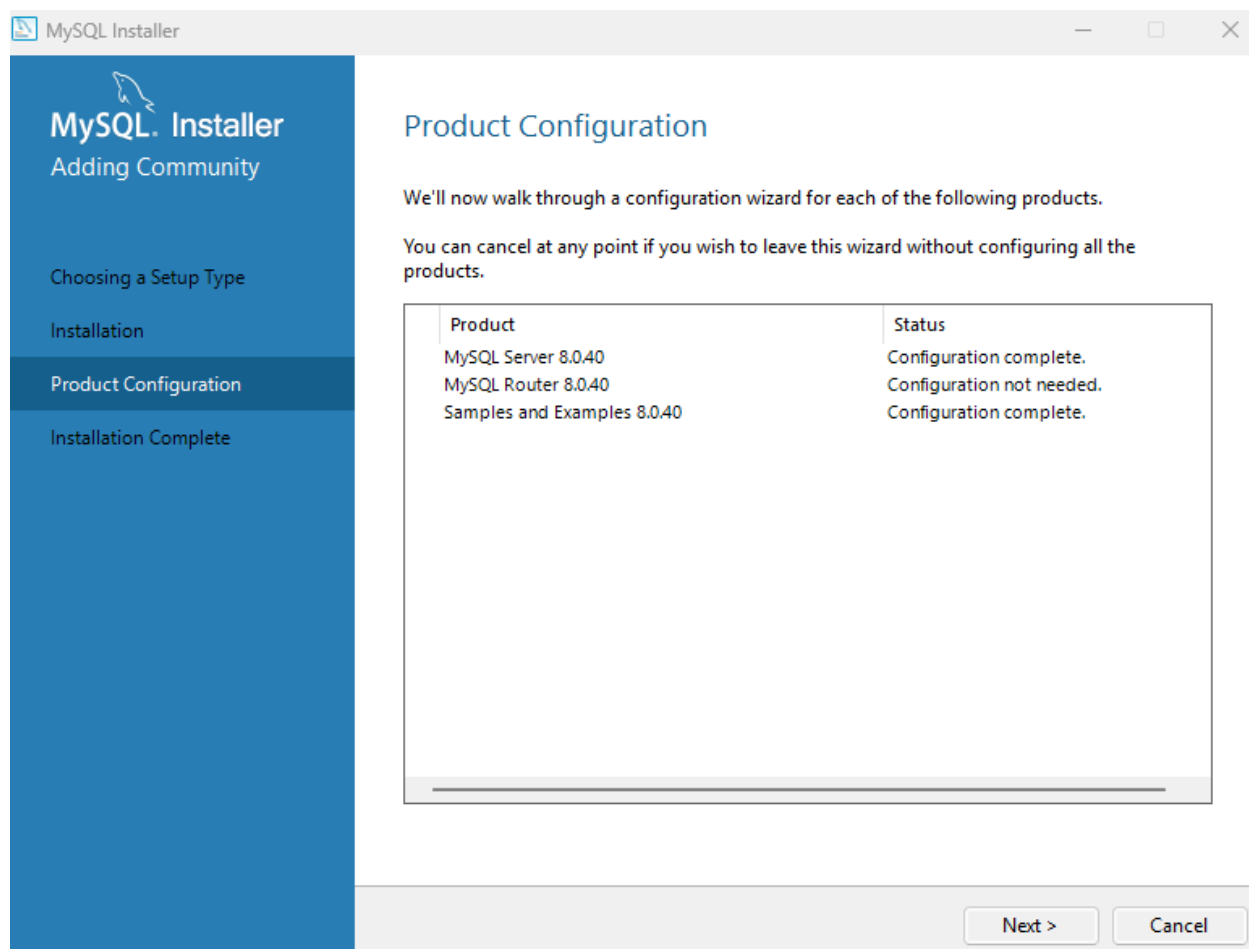 MySQL Installer
MySQL. Installer
Adding Community
Choosing a Setup Type
Installation
Product Configuration
Installation Complete
Product Configuration
We'll now walk through a configuration wizard for each of the following products.
You can cancel at any point if you wish to leave this wizard without configuring all the
products.
Product Status
MySQL Server 8.0.40 Configuration complete.
MySQL Router 8.0.40 Configuration not needed.
Samples and Examples 8.0.40 Configuration complete.
Next > Cancel